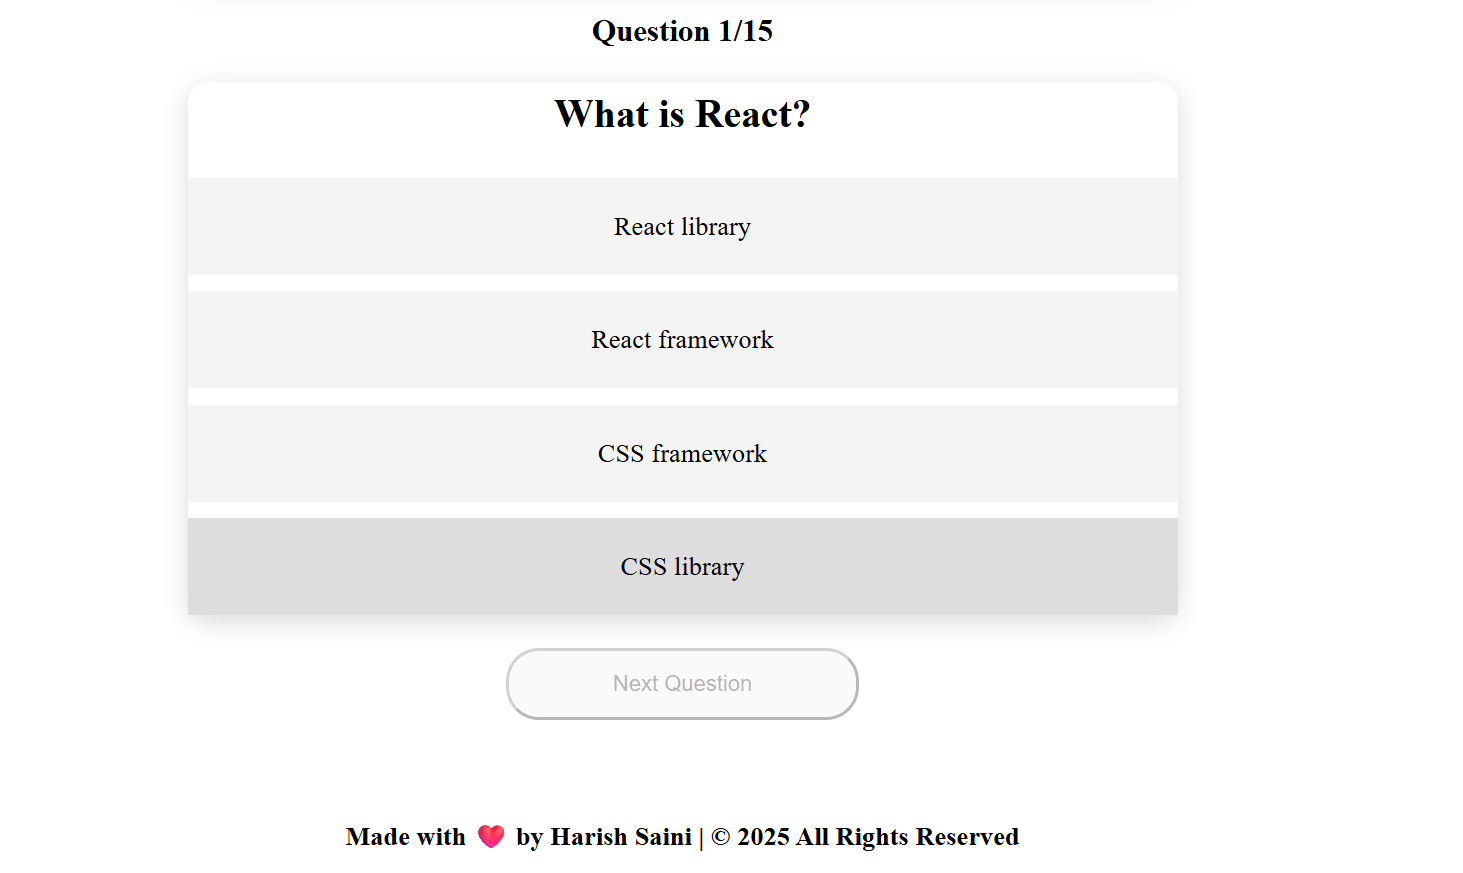 Question 1/15
What is React?
React library
React framework
CSS framework
CSS library
Next Question
Made with ❤️ by Harish Saini | © 2025 All Rights Reserved